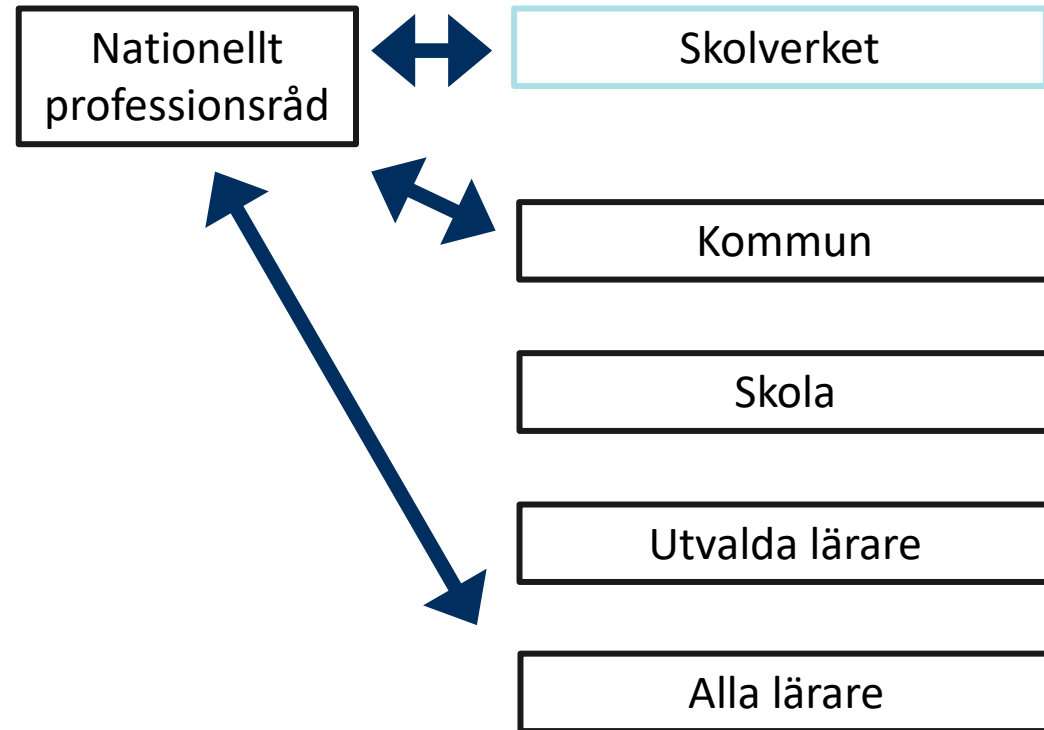 Nationellt
professionsråd
Skolverket
Kommun
Skola
Utvalda lärare
Alla lärare